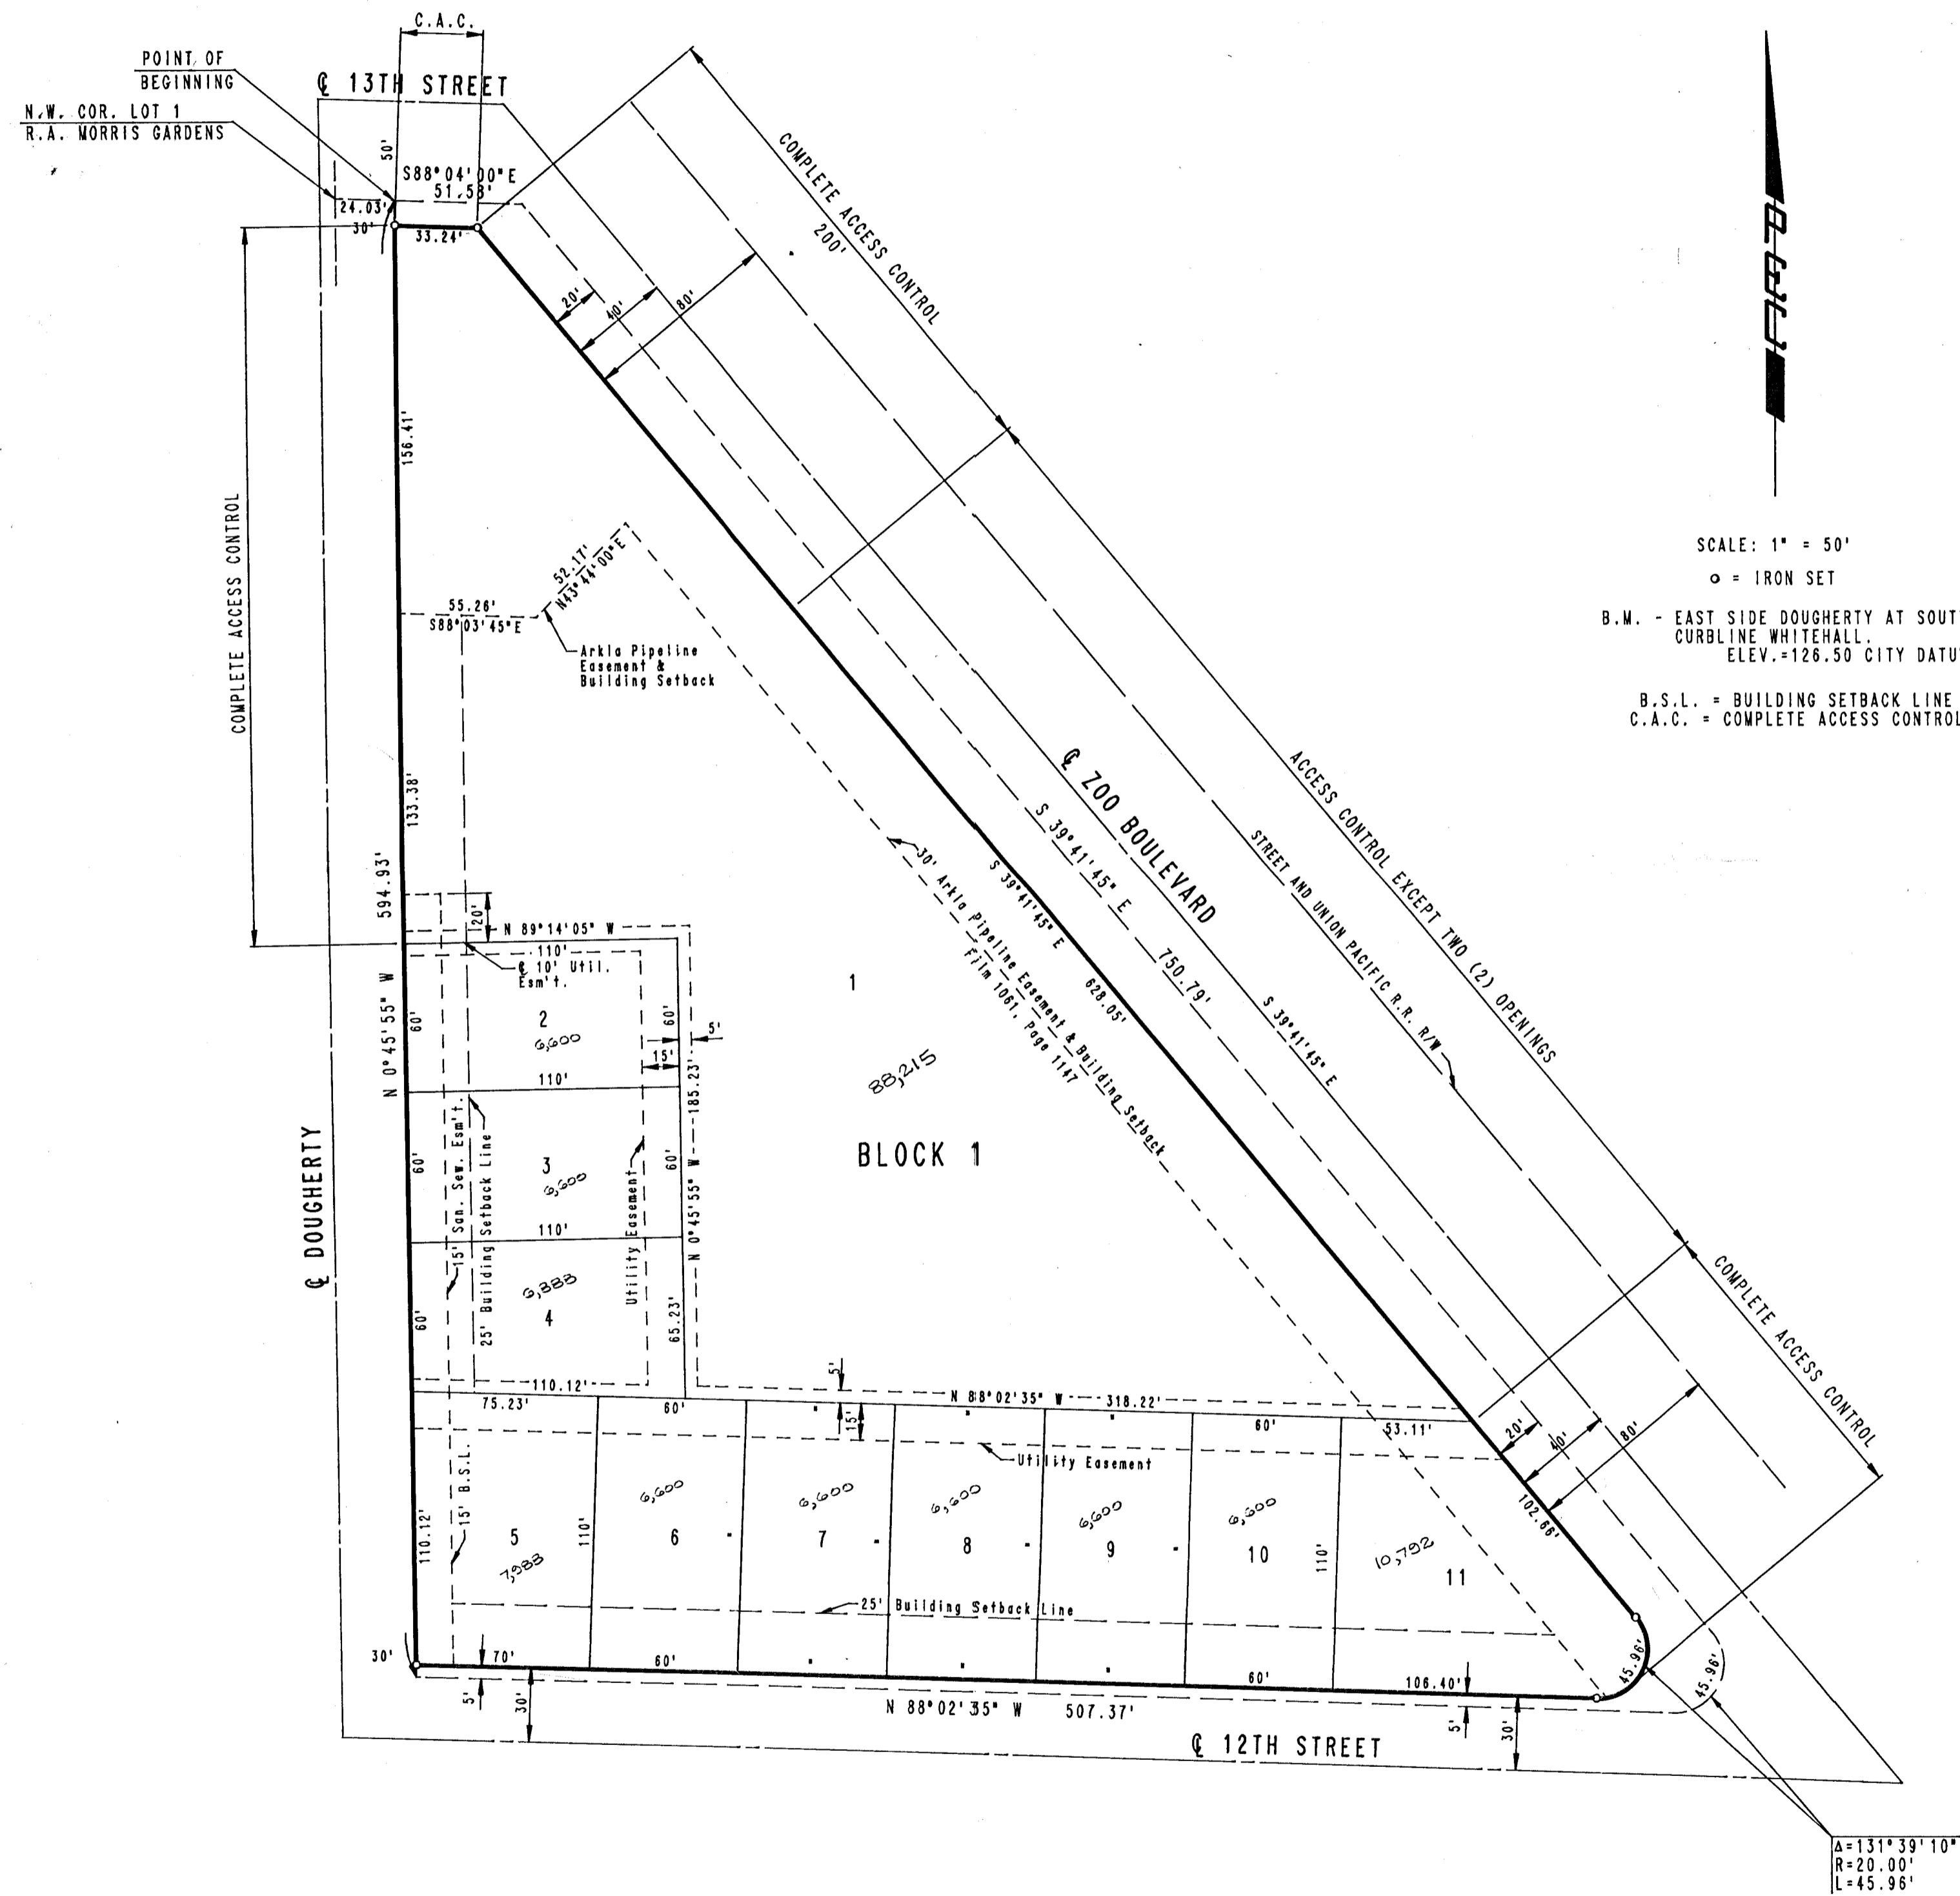 C.A.C.
POINT OF
BEGINNING
℄ 13TH STREET
N.W. COR. LOT 1
R.A. MORRIS GARDENS
50'
S88°04'00"E
51.58'
24.03'
30'
33.24'
COMPLETE ACCESS CONTROL
200'
20'
40'
80'
156.41'
COMPLETE ACCESS CONTROL
SCALE: 1" = 50'
o = IRON SET
B.M. - EAST SIDE DOUGHERTY AT SOUT
CURBLINE WHITEHALL.
ELEV.=126.50 CITY DATU
B.S.L. = BUILDING SETBACK LINE
C.A.C. = COMPLETE ACCESS CONTROL
52.17'
N43°44'00"E
55.26'
S88°03'45"E
Arkla Pipeline
Easement &
Building Setback
133.38'
594.93'
℄ ZOO BOULEVARD
S 39°41'45" E
750.79'
STREET AND UNION PACIFIC R.R. R/W
ACCESS CONTROL EXCEPT TWO (2) OPENINGS
S 39°41'45" E
628.05'
S 39°41'45" E
30' Arkla Pipeline Easement & Building Setback
Film 1061, Page 1147
20'
N 89°14'05" W
110'
℄ 10' Util.
Esm't.
N 0°45'55" W
60'
2
6,600
60'
5'
15'
110'
1
88,215
BLOCK 1
185.23'
N 0°45'55" W
60'
3
6,600
60'
110'
15' San. Sew. Esm't.
25' Building Setback Line
Utility Easement
℄ DOUGHERTY
60'
6,888
4
65.23'
110.12'
COMPLETE ACCESS CONTROL
5'
N 88°02'35" W
318.22'
75.23'
60'
15'
60'
53.11'
20'
40'
80'
Utility Easement
102.66'
110.12'
15' B.S.L.
5
7,988
110'
6,600
6
6,600
7
6,600
8
6,600
9
6,600
10
110'
10,792
11
25' Building Setback Line
30'
70'
60'
60'
106.40'
45.96'
45.96'
5'
30'
N 88°02'35" W
507.37'
5'
30'
℄ 12TH STREET
Δ=131°39'10"
R=20.00'
L=45.96'